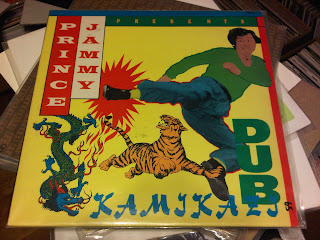 PRINCE
JAMMY
PRESENTS
KAMIKAZI
DUB